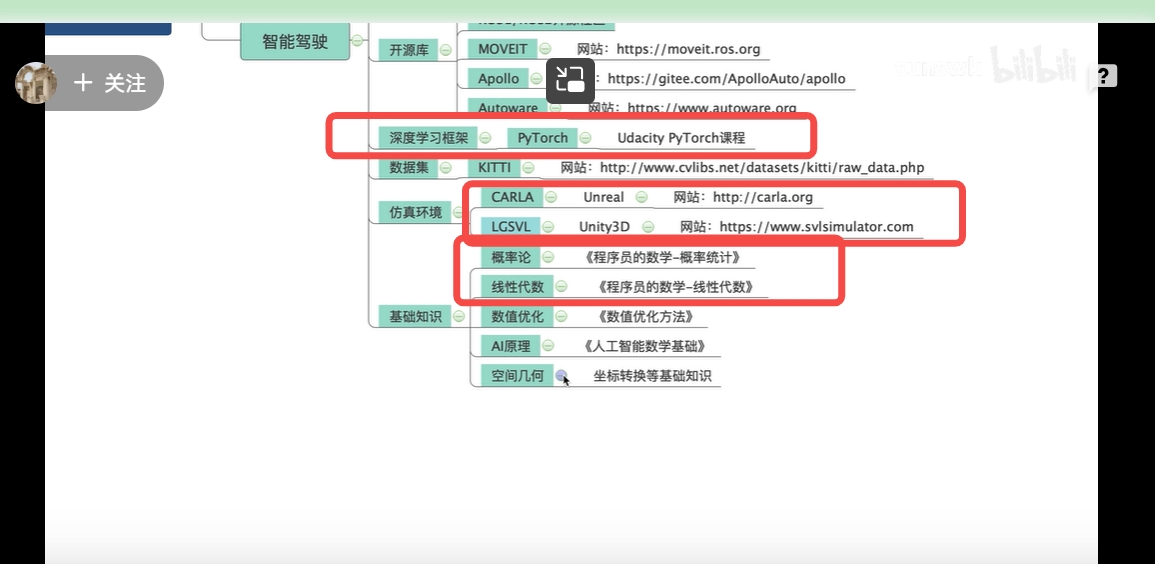 智能驾驶
开源库
MOVEIT 网站：https://moveit.ros.org
Apollo ：https://gitee.com/ApolloAuto/apollo
Autoware 网站：https://www.autoware.org
深度学习框架 PyTorch Udacity PyTorch课程
数据集 KITTI 网站：http://www.cvlibs.net/datasets/kitti/raw_data.php
仿真环境
CARLA Unreal 网站：http://carla.org
LGSVL Unity3D 网站：https://www.svlsimulator.com
基础知识
概率论 《程序员的数学-概率统计》
线性代数 《程序员的数学-线性代数》
数值优化 《数值优化方法》
AI原理 《人工智能数学基础》
空间几何 坐标转换等基础知识
+ 关注
bilibili
?